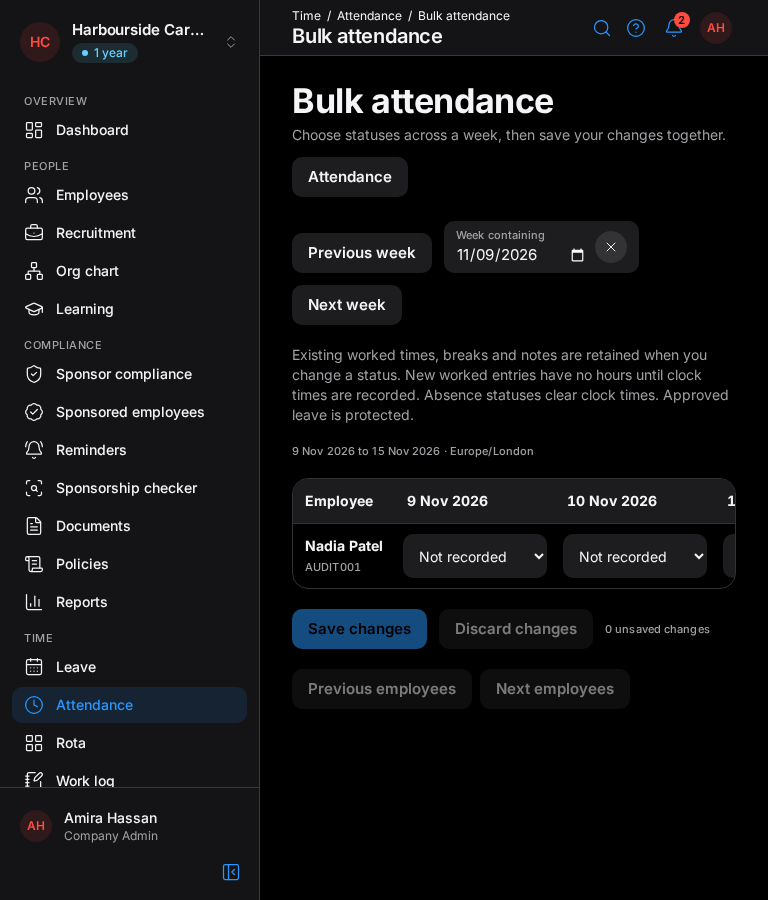 HC
Harbourside Car...
1 year
OVERVIEW
Dashboard
PEOPLE
Employees
Recruitment
Org chart
Learning
COMPLIANCE
Sponsor compliance
Sponsored employees
Reminders
Sponsorship checker
Documents
Policies
Reports
TIME
Leave
Attendance
Rota
Work log
AH
Amira Hassan
Company Admin
Time / Attendance / Bulk attendance
Bulk attendance
2
AH
Bulk attendance
Choose statuses across a week, then save your changes together.
Attendance
Previous week
Week containing
11/09/2026
Next week
Existing worked times, breaks and notes are retained when you
change a status. New worked entries have no hours until clock
times are recorded. Absence statuses clear clock times. Approved
leave is protected.
9 Nov 2026 to 15 Nov 2026 · Europe/London
Employee 9 Nov 2026 10 Nov 2026
Nadia Patel
AUDIT001
Not recorded Not recorded
Save changes Discard changes 0 unsaved changes
Previous employees Next employees